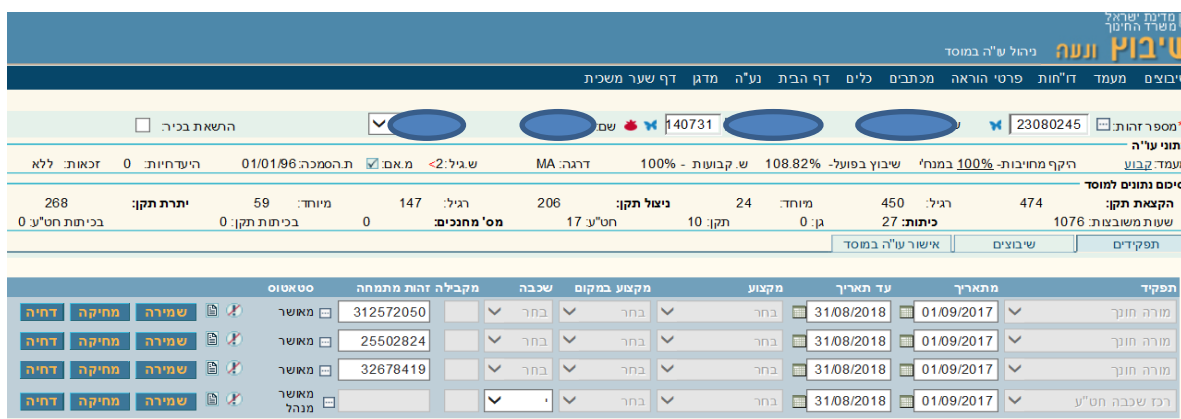 מדינת ישראל
משרד החינוך
שיבוץ ונעה ניהול עו"ה במוסד
שיבוצים מעמד דו"חות פרטי הוראה מכתבים כלים דף הבית נע"ה מדגן דף שער משכית
*מספר זהות: 23080245 140731 שם: הרשאת בכיר:
נתוני עו"ה
מעמד: קבוע היקף מחויבות- 100% במנח"י שיבוץ בפועל- 108.82% ש. קבועות - 100% דרגה: MA ש.גיל: 2> מ.אם: ת.הסמכה: 01/01/96 היעדרויות: 0 זכאות: ללא
סיכום נתונים למוסד
הקצאת תקן: 474 רגיל: 450 מיוחד: 24 ניצול תקן: 206 רגיל: 147 מיוחד: 59 יתרת תקן: 268
שעות משובצות: 1076 כיתות: 27 גן: 0 תקן: 10 חט"ע: 17 מס' מחנכים: 0 בכיתות תקן: 0 בכיתות חט"ע: 0
תפקידים שיבוצים אישור עו"ה במוסד
תפקיד מתאריך עד תאריך מקצוע מקצוע במקום שכבה מקבילה זהות מתמחה סטאטוס
מורה חונך 01/09/2017 31/08/2018 בחר בחר בחר 312572050 מאושר שמירה מחיקה דחיה
מורה חונך 01/09/2017 31/08/2018 בחר בחר בחר 25502824 מאושר שמירה מחיקה דחיה
מורה חונך 01/09/2017 31/08/2018 בחר בחר בחר 32678419 מאושר שמירה מחיקה דחיה
רכז שכבה חט"ע 01/09/2017 31/08/2018 בחר בחר י מאושר מנהל שמירה מחיקה דחיה